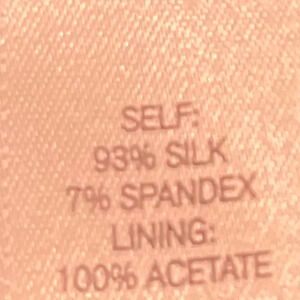 SELF:
93% SILK
7% SPANDEX
LINING:
100% ACETATE